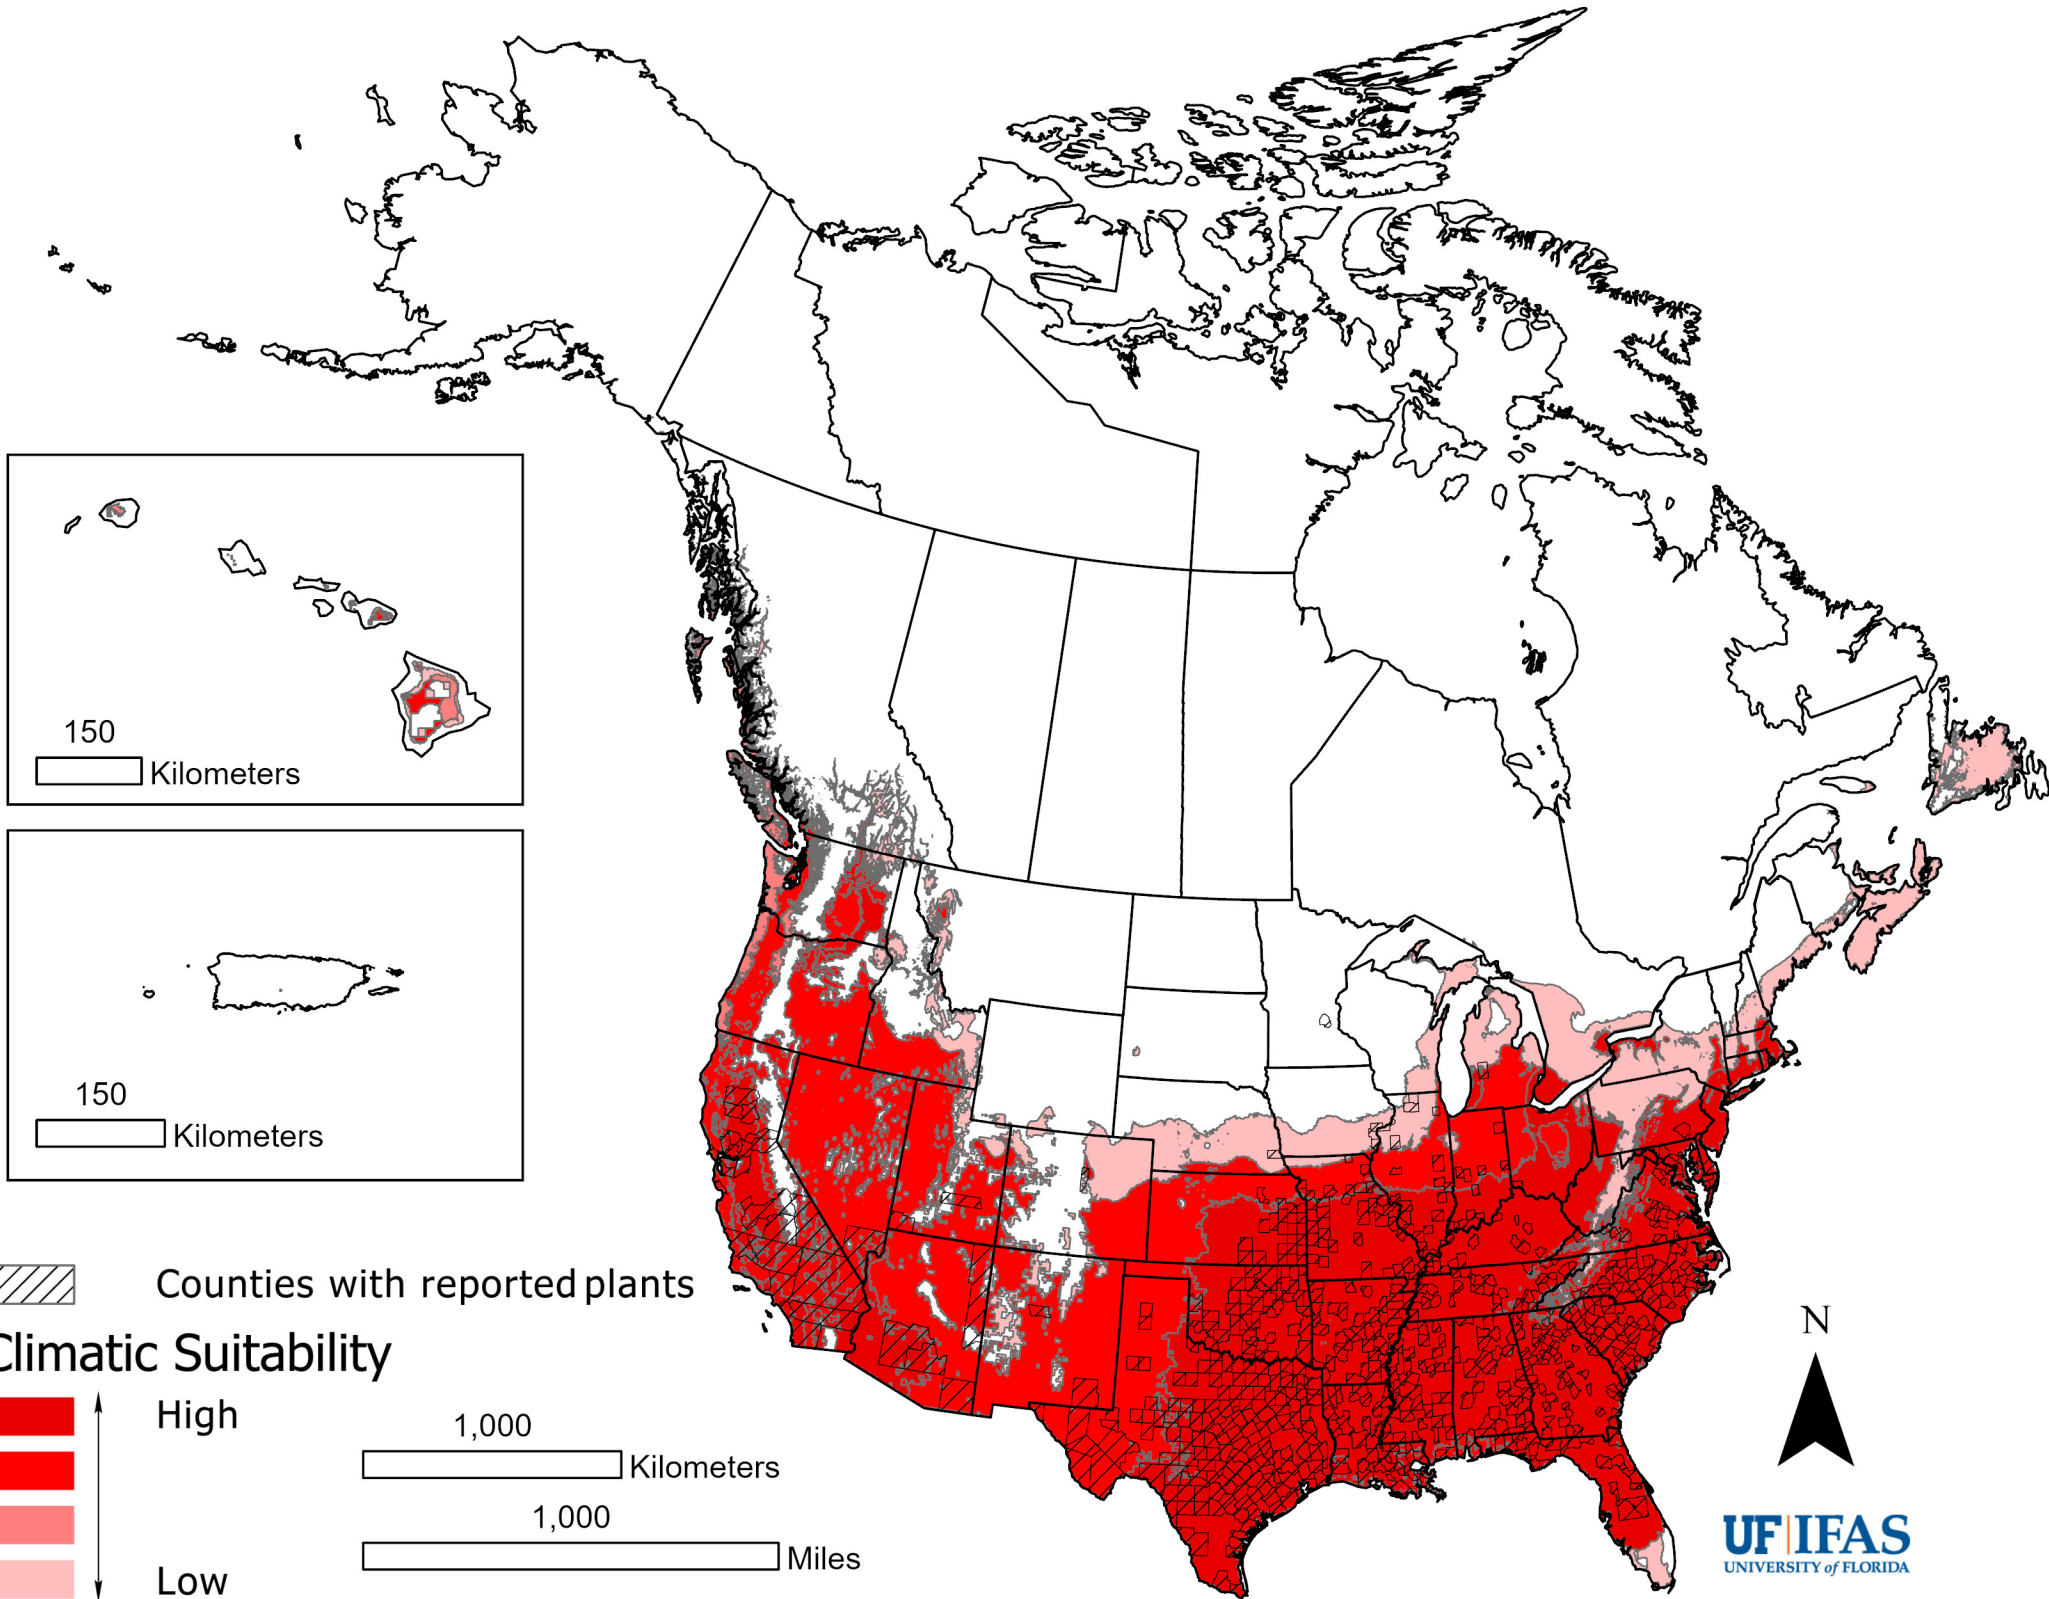 150
Kilometers
150
Kilometers
Counties with reported plants
Climatic Suitability
High
Low
1,000
Kilometers
1,000
Miles
N
UF|IFAS
UNIVERSITY of FLORIDA